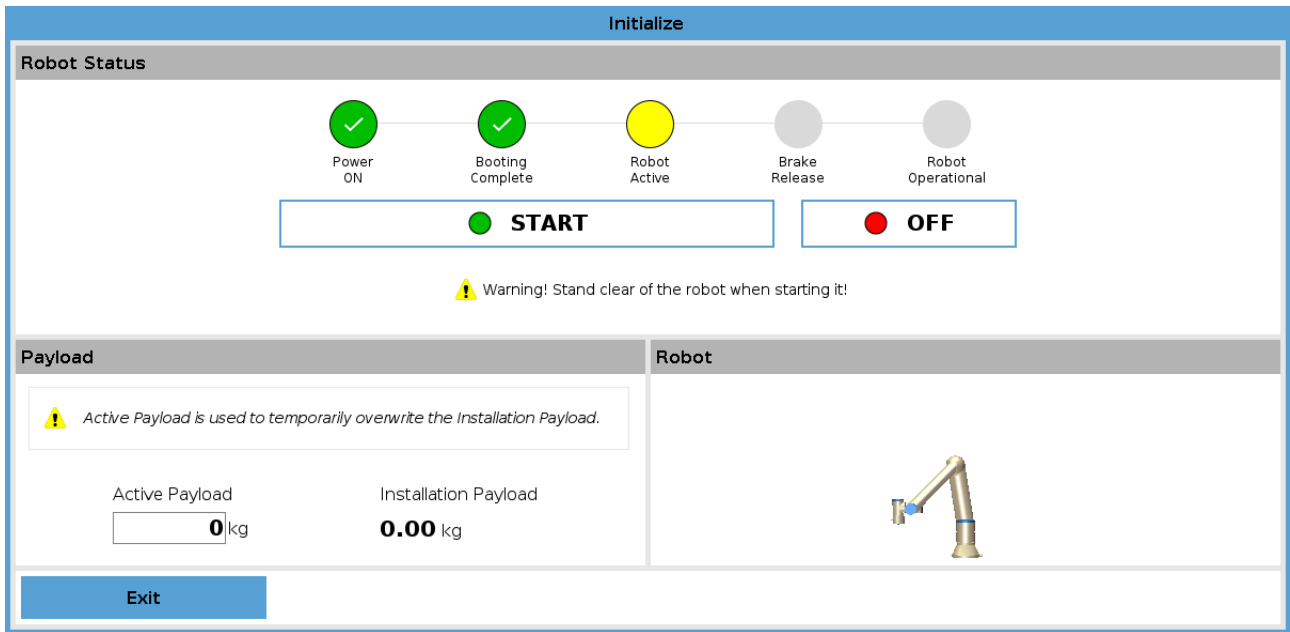 Initialize
Robot Status
Power
ON
Booting
Complete
Robot
Active
Brake
Release
Robot
Operational
START
OFF
Warning! Stand clear of the robot when starting it!
Payload
Active Payload is used to temporarily overwrite the Installation Payload.
Active Payload
0 kg
Installation Payload
0.00 kg
Robot
Exit